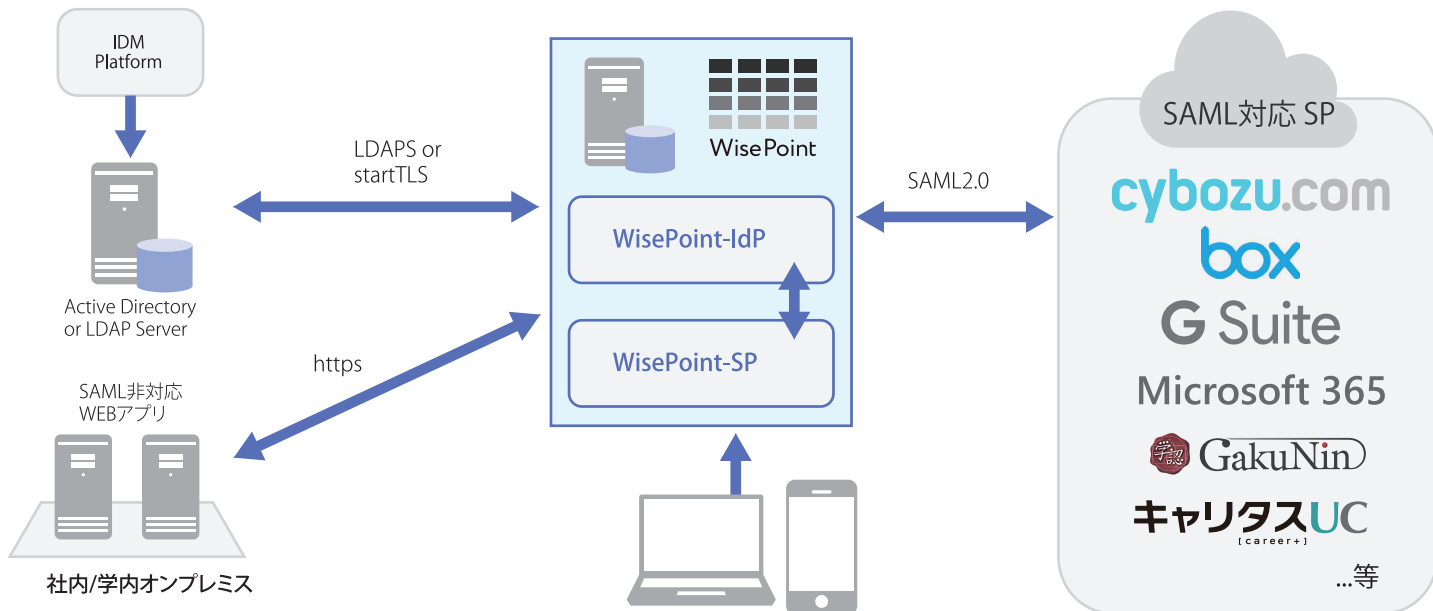 IDM
Platform
Active Directory
or LDAP Server
SAML非対応
WEBアプリ
社内/学内オンプレミス
LDAPS or
startTLS
https
WisePoint
WisePoint-IdP
WisePoint-SP
SAML2.0
SAML対応 SP
cybozu.com
box
G Suite
Microsoft 365
学認 GakuNin
キャリタスUC
[career+]
...等